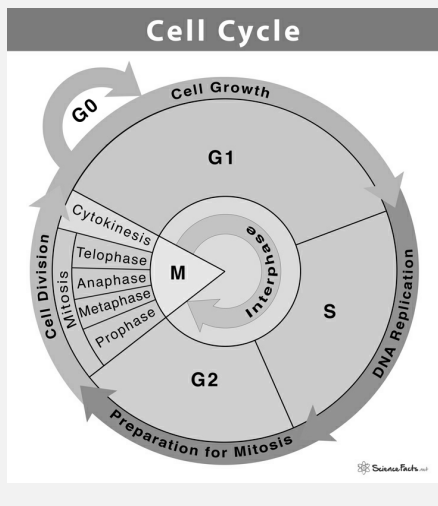 Cell Cycle
G0
Cell Growth
G1
Cytokinesis
Telophase
Anaphase
Metaphase
Prophase
Mitosis
Cell Division
M
Interphase
S
DNA Replication
G2
Preparation for Mitosis
ScienceFacts.net